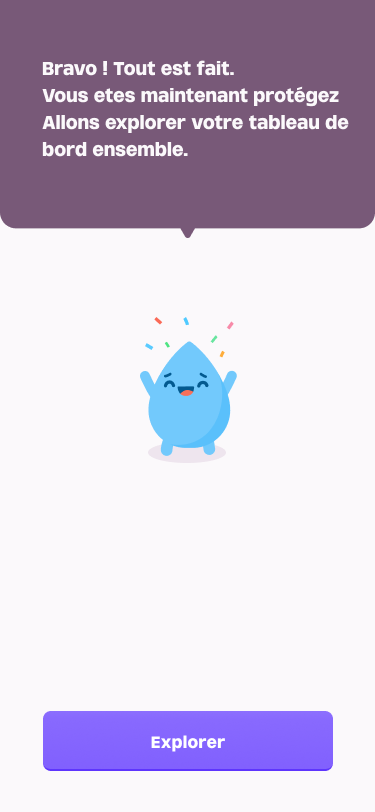 Bravo ! Tout est fait.
Vous etes maintenant protégez
Allons explorer votre tableau de
bord ensemble.
Explorer